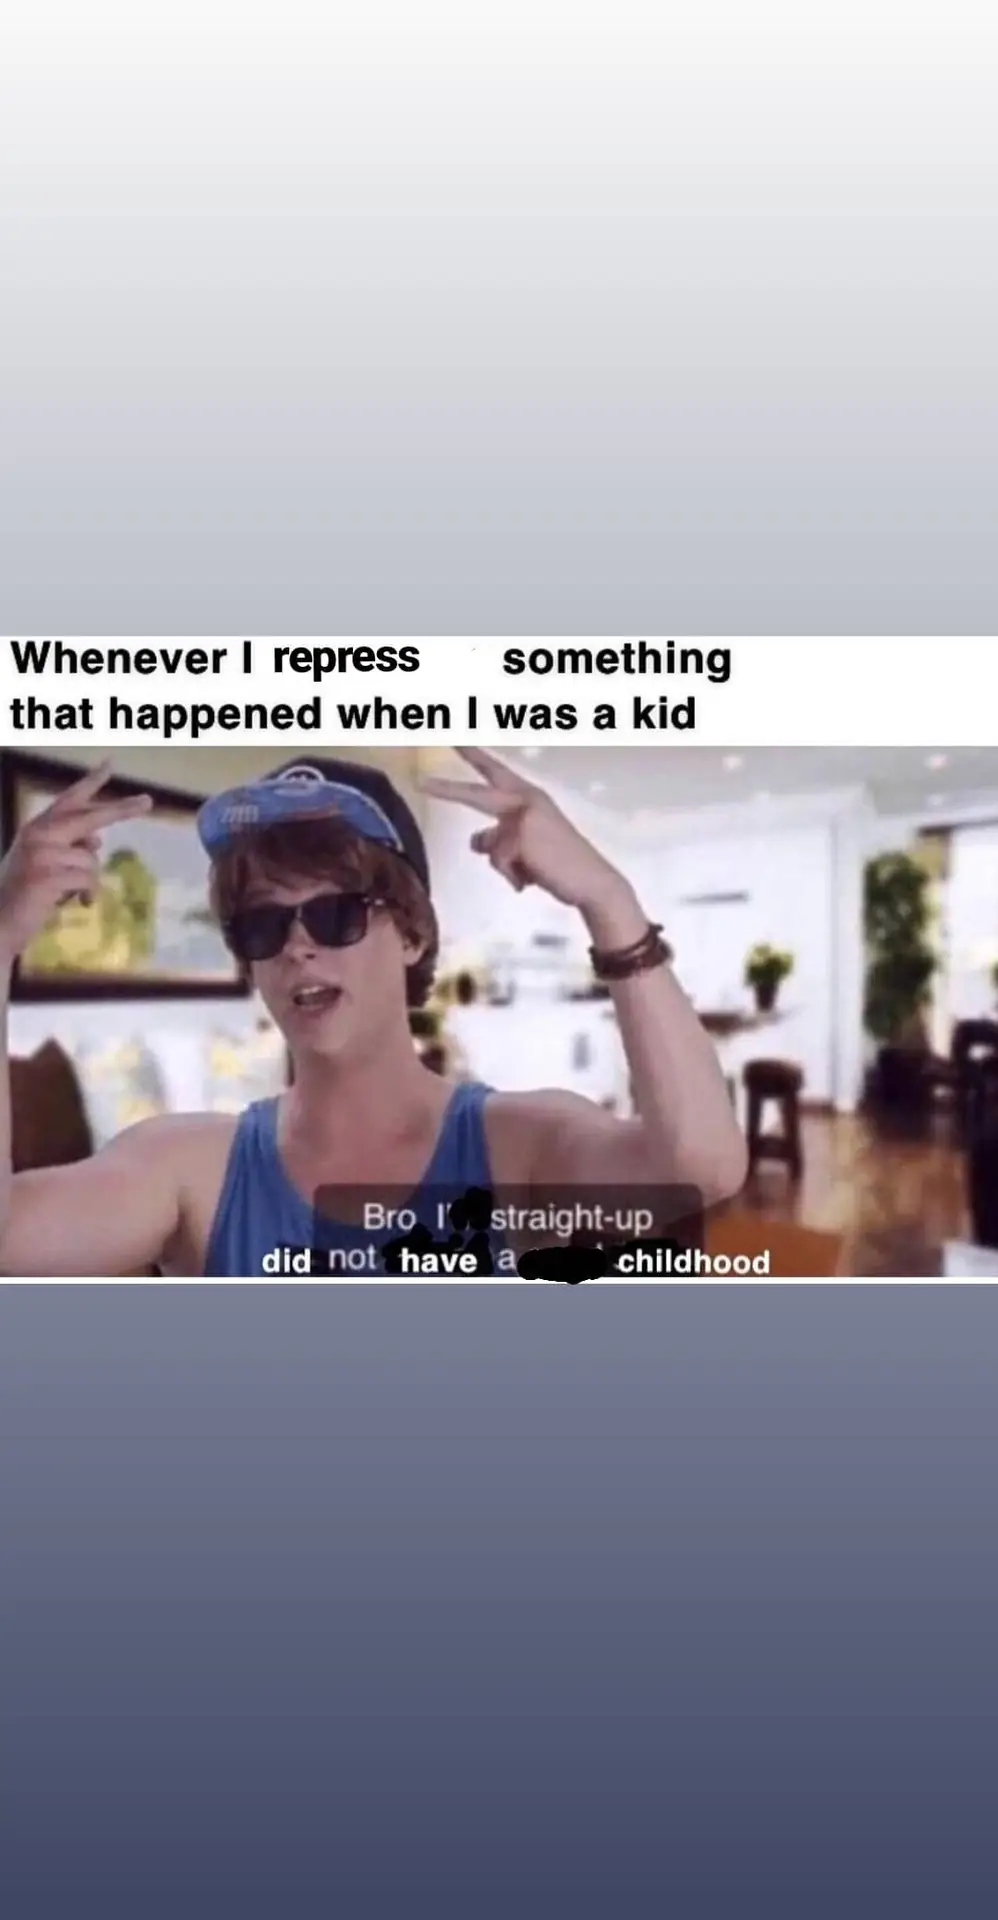 Whenever I repress something
that happened when I was a kid
Bro I' straight-up
did not have a childhood